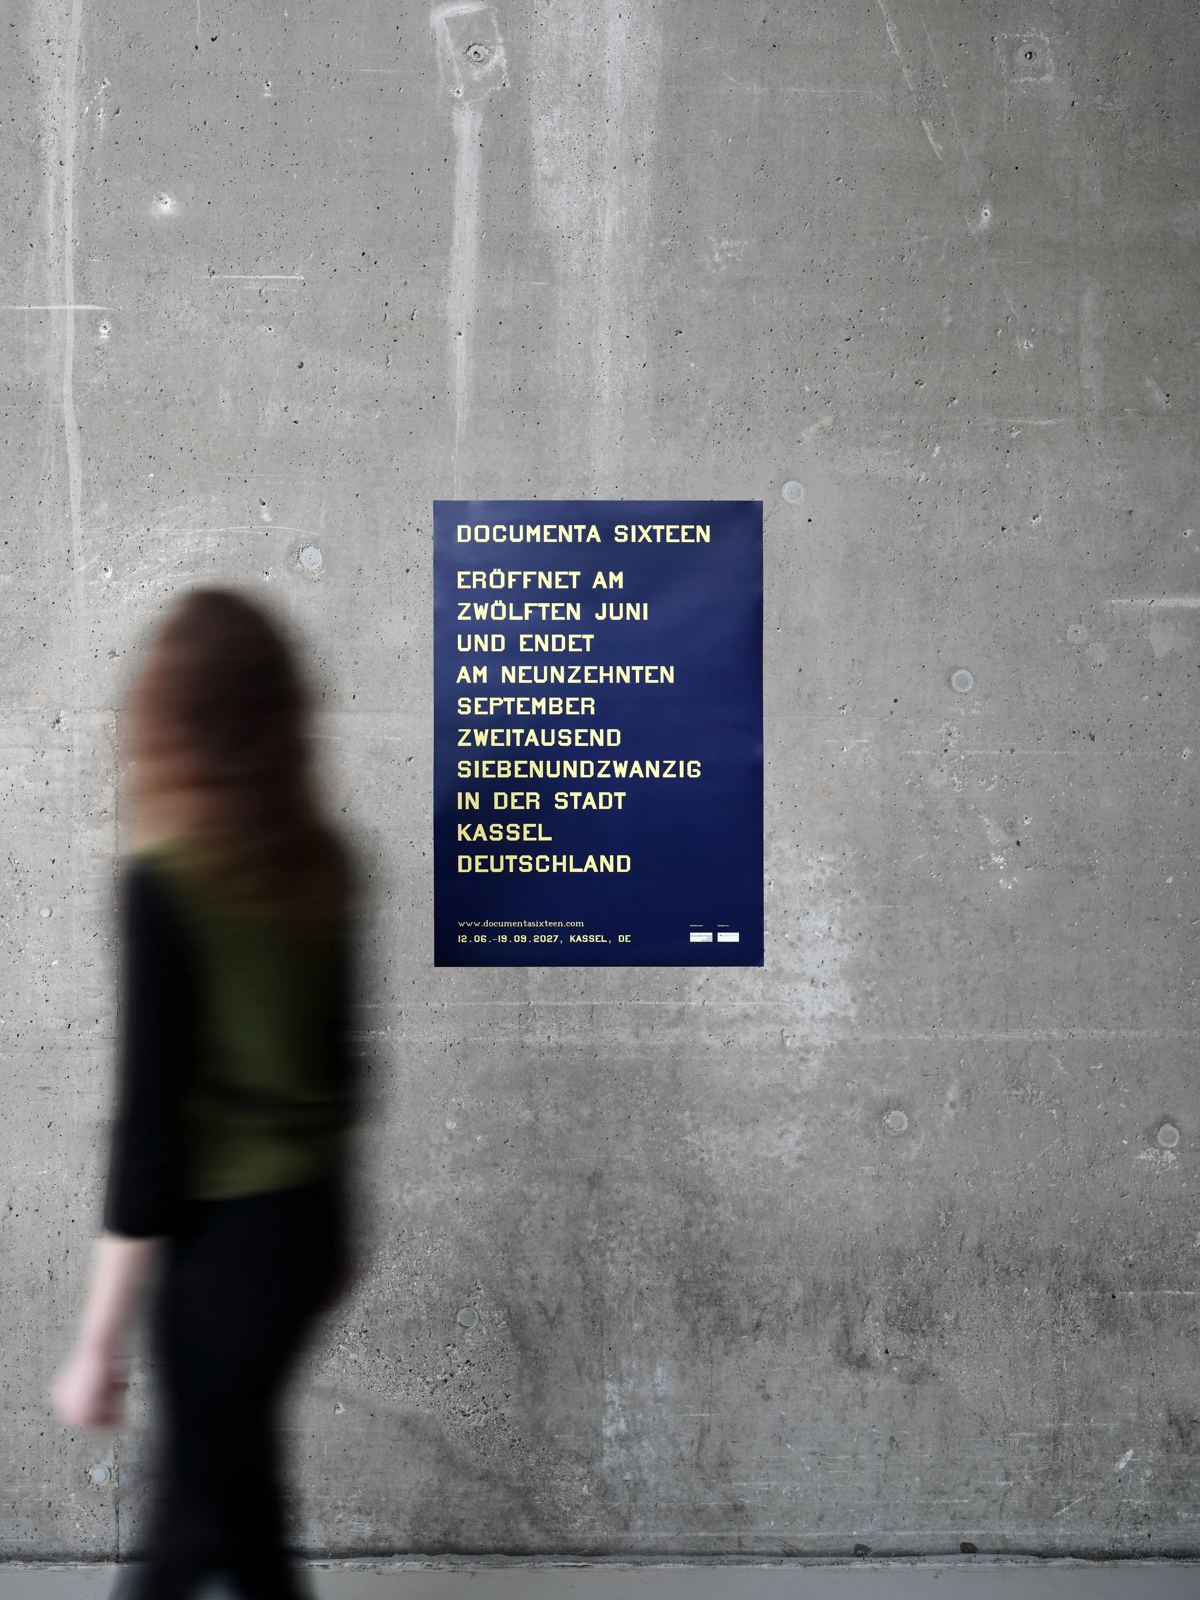 DOCUMENTA SIXTEEN
ERÖFFNET AM
ZWÖLFTEN JUNI
UND ENDET
AM NEUNZEHNTEN
SEPTEMBER
ZWEITAUSEND
SIEBENUNDZWANZIG
IN DER STADT
KASSEL
DEUTSCHLAND
www.documentasixteen.com
12.06.–19.09.2027, KASSEL, DE